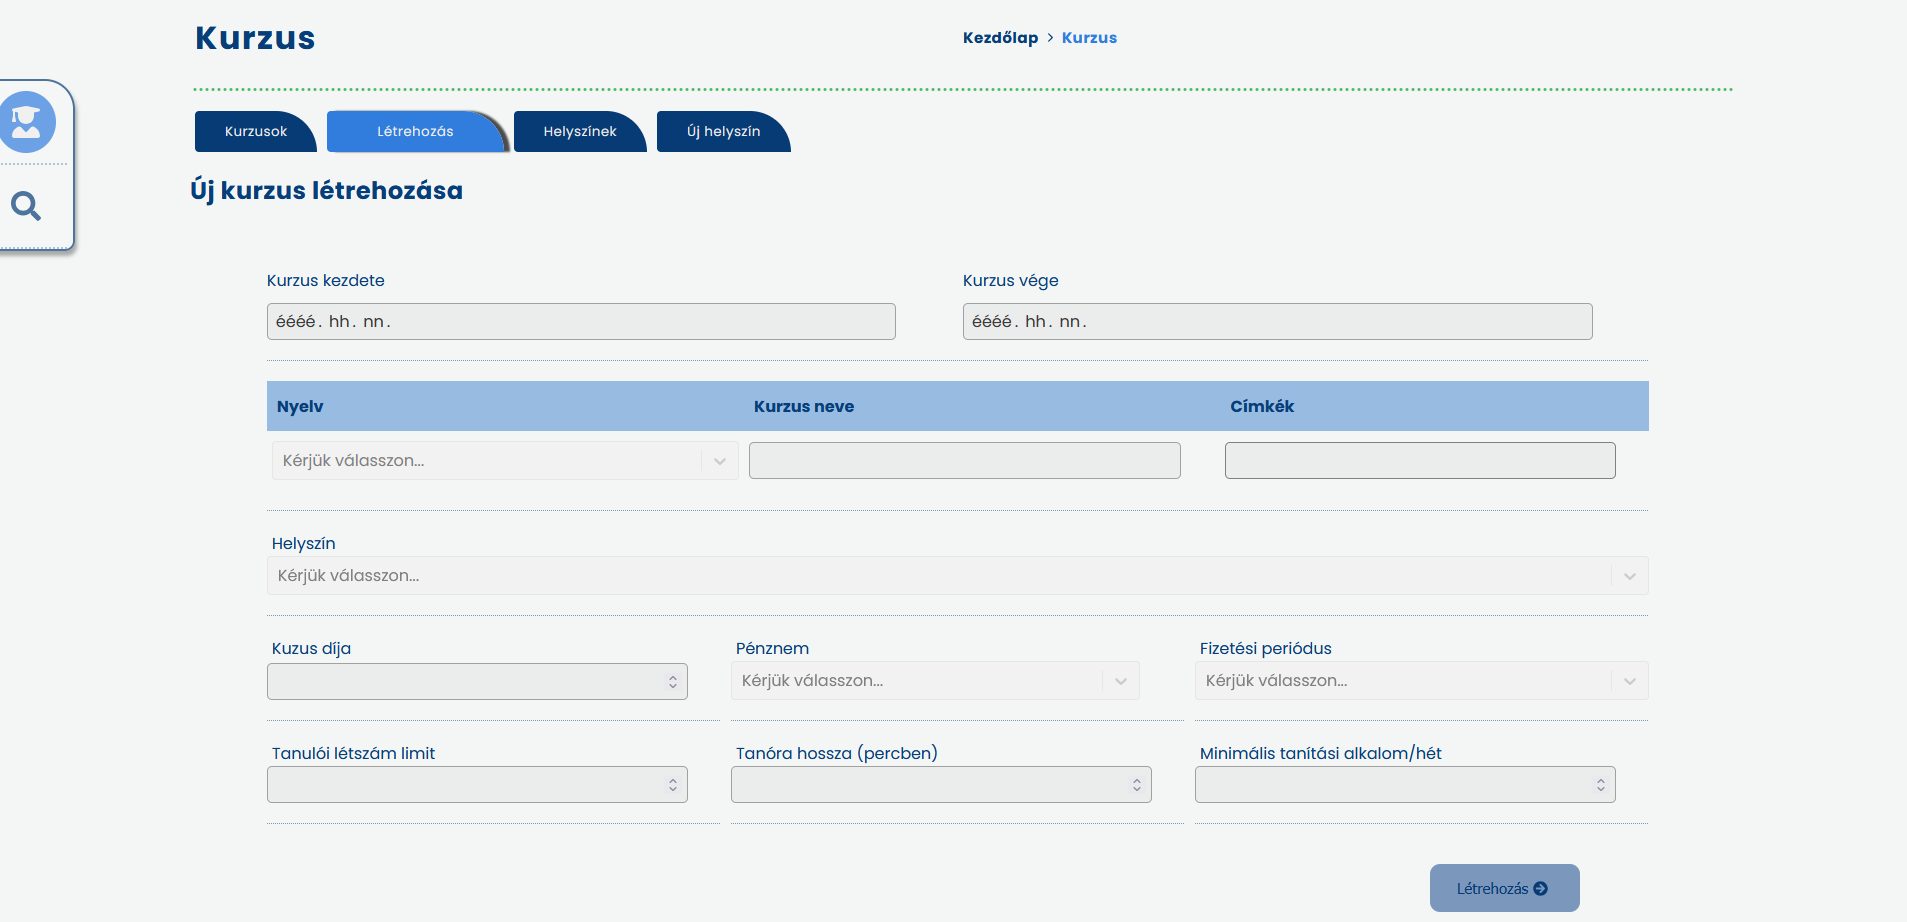 Kurzus
Kezdőlap > Kurzus
Kurzusok
Létrehozás
Helyszínek
Új helyszín
Új kurzus létrehozása
Kurzus kezdete
Kurzus vége
éééé. hh. nn.
éééé. hh. nn.
Nyelv
Kurzus neve
Címkék
Kérjük válasszon...
Helyszín
Kérjük válasszon...
Kuzus díja
Pénznem
Fizetési periódus
Kérjük válasszon...
Kérjük válasszon...
Tanulói létszám limit
Tanóra hossza (percben)
Minimális tanítási alkalom/hét
Létrehozás